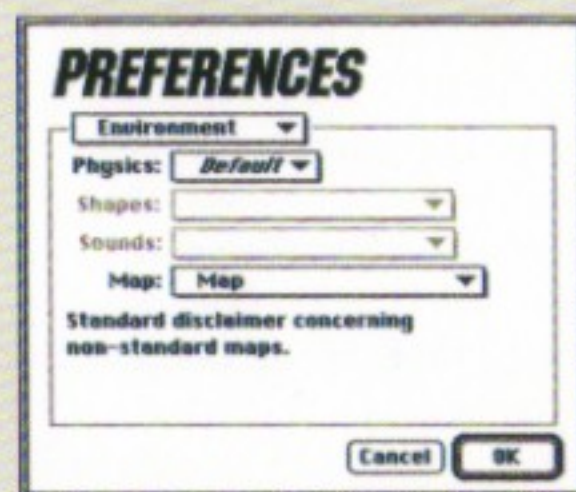 PREFERENCES
Environment
Physics: Default
Shapes:
Sounds:
Map: Map
Standard disclaimer concerning
non-standard maps.
Cancel OK